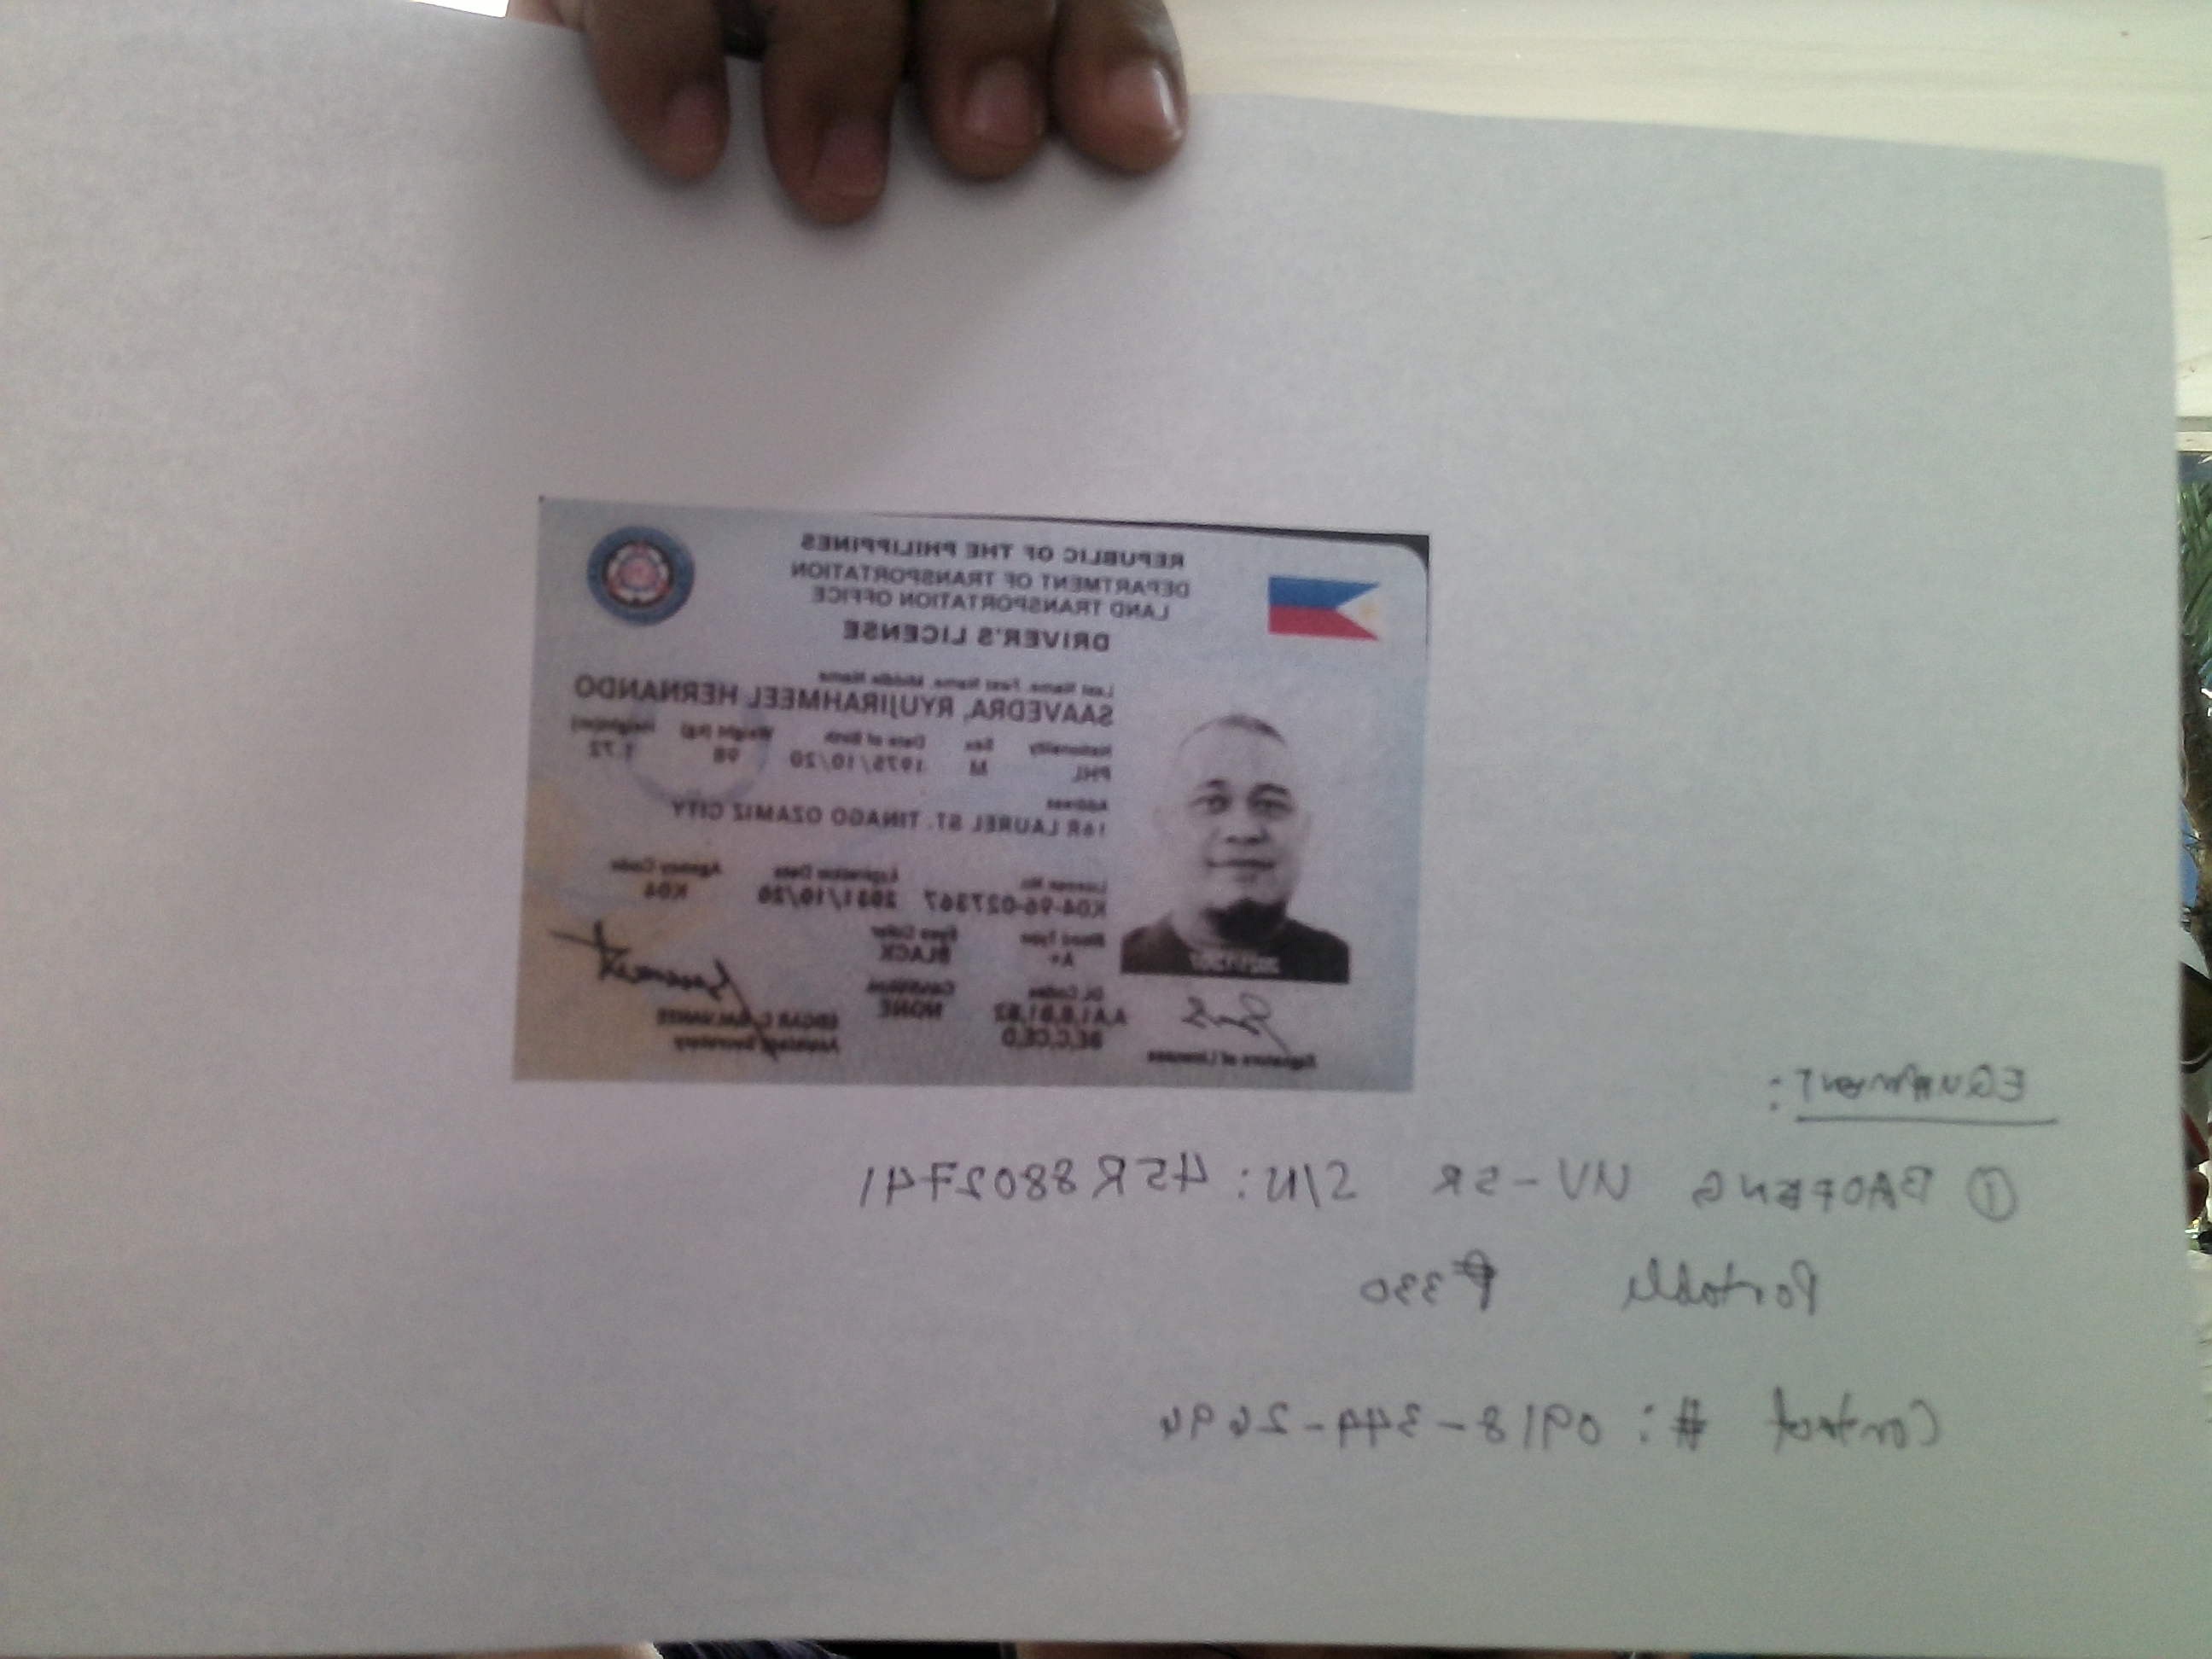 REPUBLIC OF THE PHILIPPINES
DEPARTMENT OF TRANSPORTATION
LAND TRANSPORTATION OFFICE
DRIVER'S LICENSE
Last Name, First Name, Middle Name
SAAVEDRA, RYUJIRAHMEEL HERNANDO
Nationality Sex Date of Birth Weight (kg) Height(m)
PHL M 1975/10/20 98 1.72
Address
16R LAUREL ST. TINAGO OZAMIZ CITY
License No. Expiration Date Agency Code
K04-96-027367 2031/10/20 K04
Blood Type Eyes Color
A+ BLACK
DL Codes Conditions
A,A1,B,B1,B2 NONE
BE,C,CE,D
EDGAR C. GALVANTE
Assistant Secretary
Signature of Licensee
EQUIPMENT:
① BAOFENG UV-5R S/N: 45R8802741
Portable ₱330
Contact #: 0918-344-2694